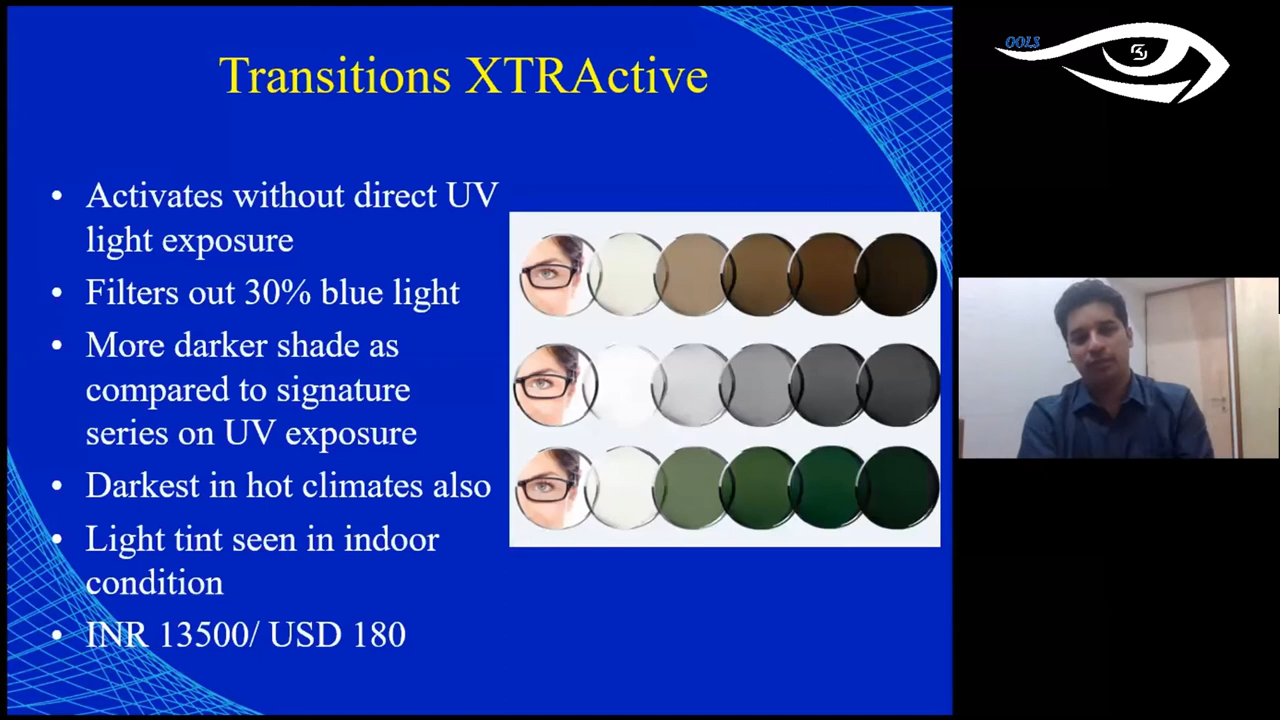 Transitions XTRActive
OOLS
• Activates without direct UV
light exposure
• Filters out 30% blue light
• More darker shade as
compared to signature
series on UV exposure
• Darkest in hot climates also
• Light tint seen in indoor
condition
• INR 13500/ USD 180